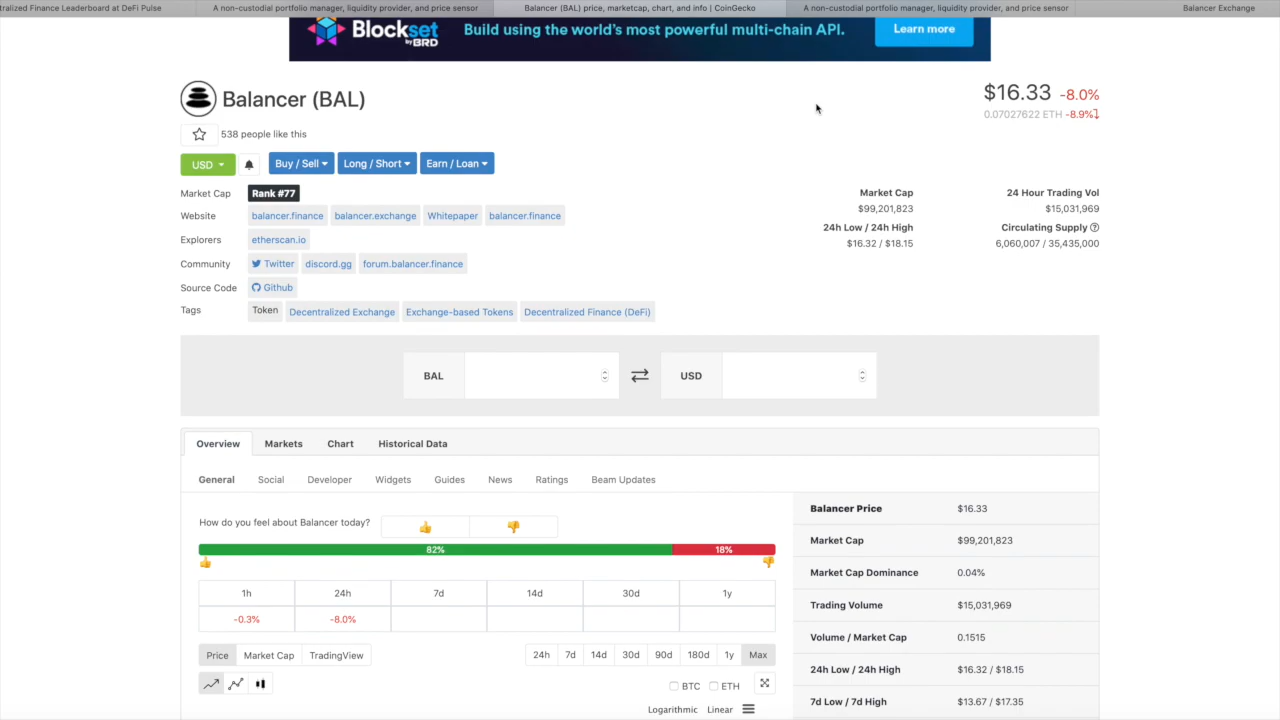 ralized Finance Leaderboard at DeFi Pulse
A non-custodial portfolio manager, liquidity provider, and price sensor
Balancer (BAL) price, marketcap, chart, and info | CoinGecko
A non-custodial portfolio manager, liquidity provider, and price sensor
Balancer Exchange
Blockset by BRD
Build using the world's most powerful multi-chain API.
Learn more
Balancer (BAL)
$16.33 -8.0%
0.07027622 ETH -8.9%
538 people like this
USD
Buy / Sell
Long / Short
Earn / Loan
Market Cap Rank #77
Website balancer.finance balancer.exchange Whitepaper balancer.finance
Explorers etherscan.io
Community Twitter discord.gg forum.balancer.finance
Source Code Github
Tags Token Decentralized Exchange Exchange-based Tokens Decentralized Finance (DeFi)
Market Cap
$99,201,823
24 Hour Trading Vol
$15,031,969
24h Low / 24h High
$16.32 / $18.15
Circulating Supply
6,060,007 / 35,435,000
BAL
USD
Overview Markets Chart Historical Data
General Social Developer Widgets Guides News Ratings Beam Updates
How do you feel about Balancer today?
82% 18%
1h 24h 7d 14d 30d 1y
-0.3% -8.0%
Price Market Cap TradingView
24h 7d 14d 30d 90d 180d 1y Max
BTC ETH
Logarithmic Linear
Balancer Price $16.33
Market Cap $99,201,823
Market Cap Dominance 0.04%
Trading Volume $15,031,969
Volume / Market Cap 0.1515
24h Low / 24h High $16.32 / $18.15
7d Low / 7d High $13.67 / $17.35